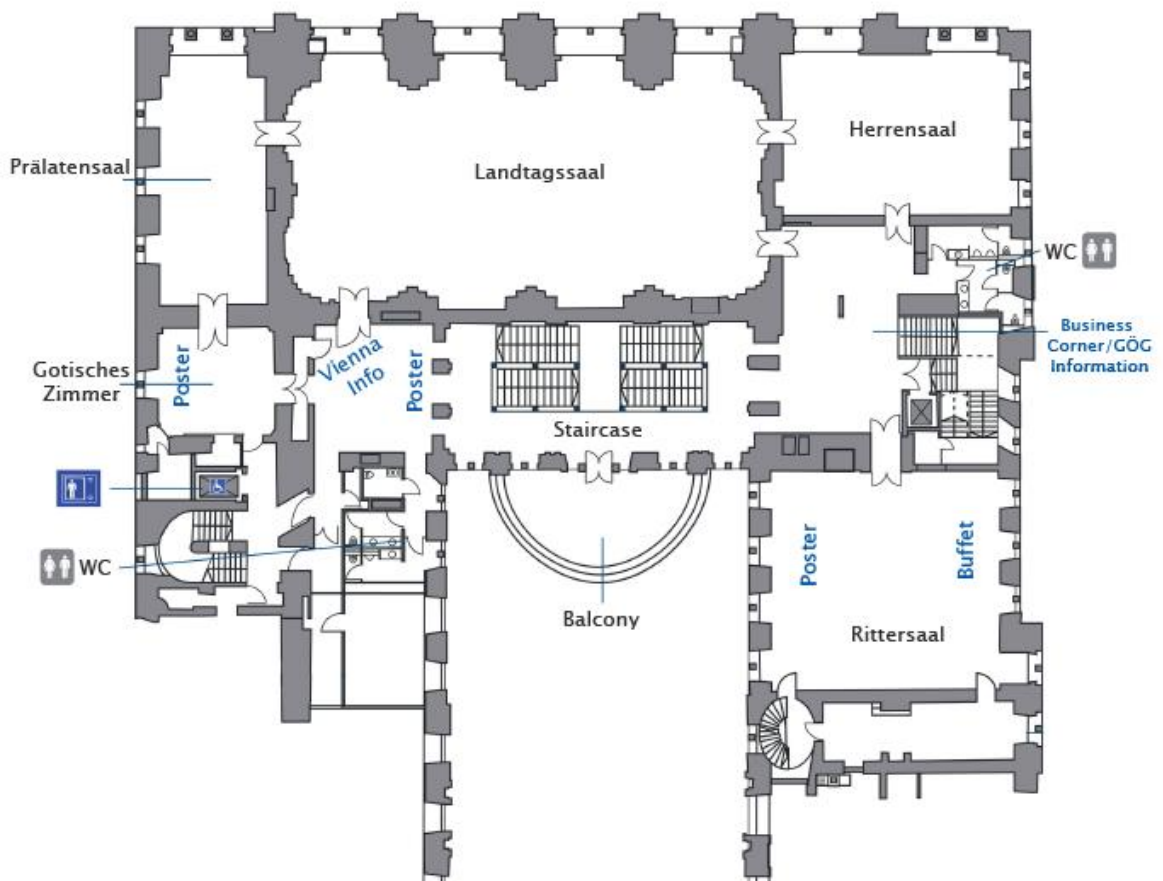 Herrensaal
Prälatensaal
Landtagssaal
WC
Business
Corner/GÖG
Information
Vienna
Info
Gotisches
Zimmer
Poster
Poster
Staircase
WC
Poster
Buffet
Balcony
Rittersaal